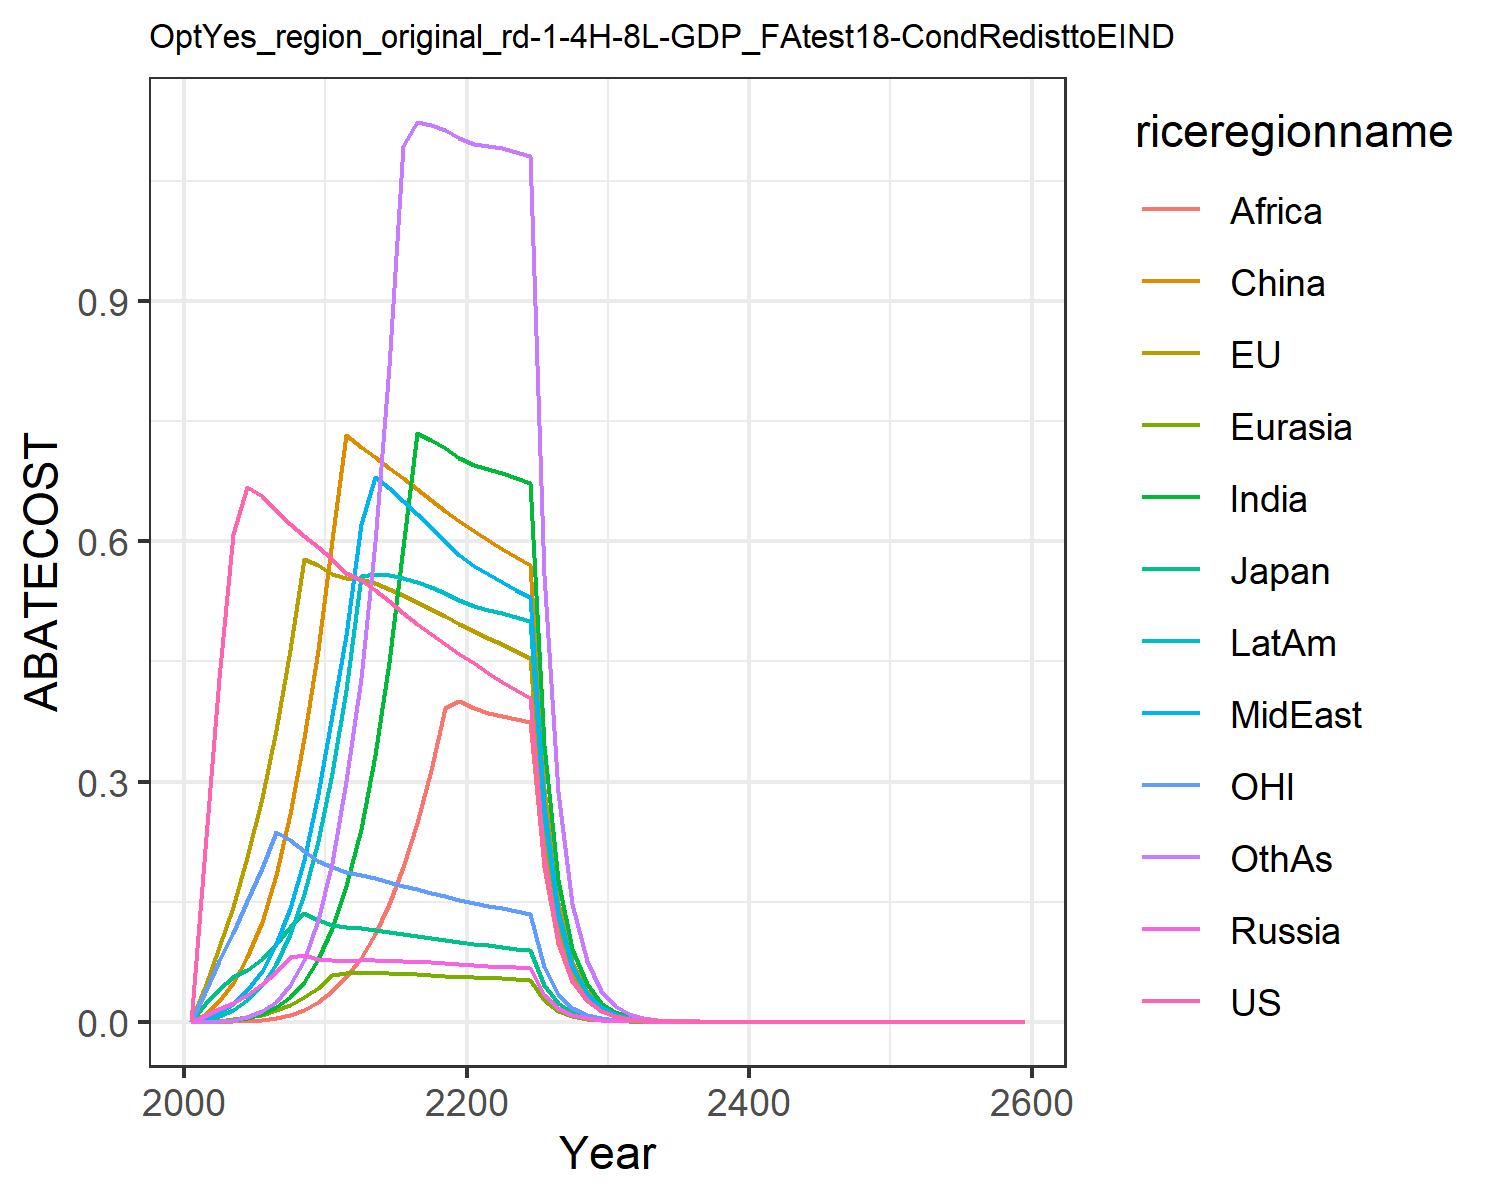 OptYes_region_original_rd-1-4H-8L-GDP_FAtest18-CondRedisttoEIND
ABATECOST
0.9
0.6
0.3
0.0
2000
2200
2400
2600
Year
riceregionname
Africa
China
EU
Eurasia
India
Japan
LatAm
MidEast
OHI
OthAs
Russia
US